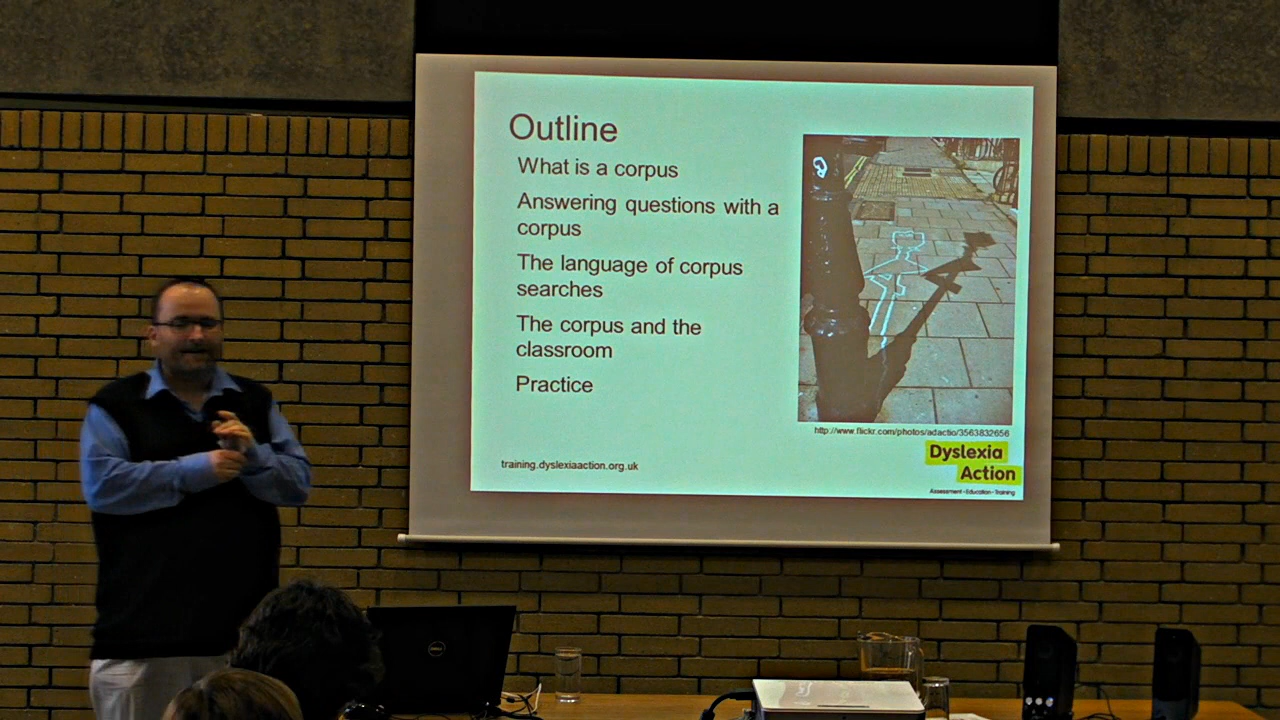 Outline
What is a corpus
Answering questions with a
corpus
The language of corpus
searches
The corpus and the
classroom
Practice
http://www.flickr.com/photos/adactio/3563832656
training.dyslexiaaction.org.uk
Dyslexia
Action
Assessment • Education • Training
DELL